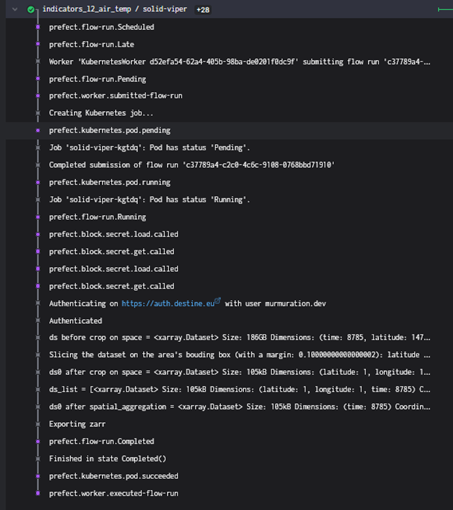 indicators_l2_air_temp / solid-viper +28
prefect.flow-run.Scheduled
prefect.flow-run.Late
Worker 'KubernetesWorker d52efa54-62a4-405b-98ba-de0201f0dc9f' submitting flow run 'c37789a4-...
prefect.flow-run.Pending
prefect.worker.submitted-flow-run
Creating Kubernetes job...
prefect.kubernetes.pod.pending
Job 'solid-viper-kgtdq': Pod has status 'Pending'.
Completed submission of flow run 'c37789a4-c2c0-4c6c-9108-0768bbd71910'
prefect.kubernetes.pod.running
Job 'solid-viper-kgtdq': Pod has status 'Running'.
prefect.flow-run.Running
prefect.block.secret.load.called
prefect.block.secret.get.called
prefect.block.secret.load.called
prefect.block.secret.get.called
Authenticating on https://auth.destine.eu with user murmuration.dev
Authenticated
ds before crop on space = <xarray.Dataset> Size: 186GB Dimensions: (time: 8785, latitude: 147...
Slicing the dataset on the area's bouding box (with a margin: 0.10000000000000002): latitude ...
ds0 after crop on space = <xarray.Dataset> Size: 105kB Dimensions: (latitude: 1, longitude: 1...
ds_list = [<xarray.Dataset> Size: 105kB Dimensions: (latitude: 1, longitude: 1, time: 8785) C...
ds0 after spatial_aggregation = <xarray.Dataset> Size: 105kB Dimensions: (time: 8785) Coordin...
Exporting zarr
prefect.flow-run.Completed
Finished in state Completed()
prefect.kubernetes.pod.succeeded
prefect.worker.executed-flow-run